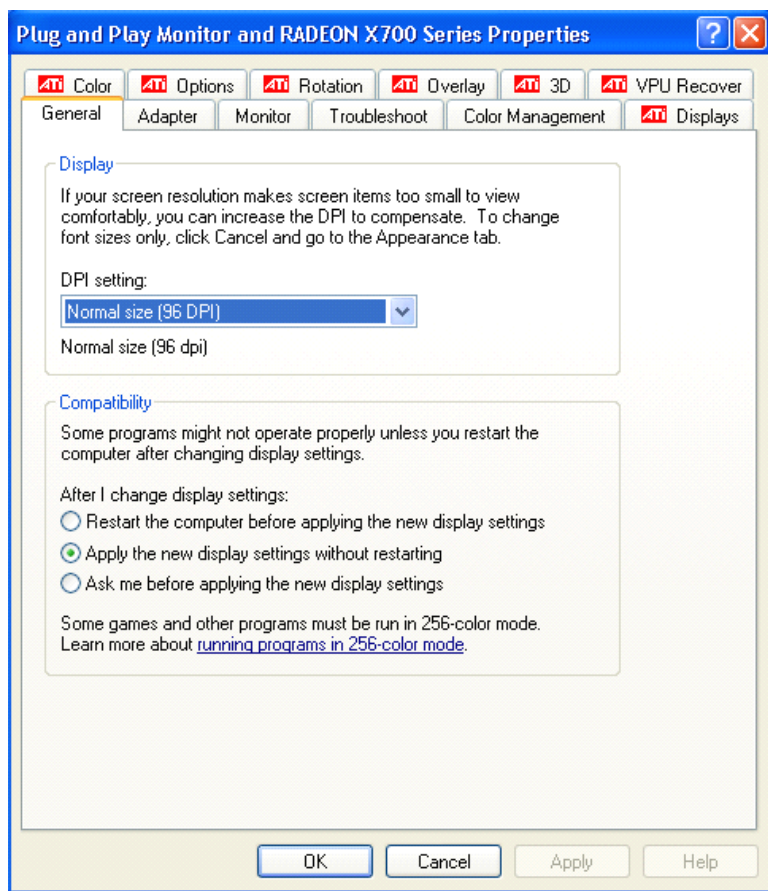 Plug and Play Monitor and RADEON X700 Series Properties
ATI Color ATI Options ATI Rotation ATI Overlay ATI 3D ATI VPU Recover
General Adapter Monitor Troubleshoot Color Management ATI Displays
Display
If your screen resolution makes screen items too small to view
comfortably, you can increase the DPI to compensate. To change
font sizes only, click Cancel and go to the Appearance tab.
DPI setting:
Normal size (96 DPI)
Normal size (96 dpi)
Compatibility
Some programs might not operate properly unless you restart the
computer after changing display settings.
After I change display settings:
Restart the computer before applying the new display settings
Apply the new display settings without restarting
Ask me before applying the new display settings
Some games and other programs must be run in 256-color mode.
Learn more about running programs in 256-color mode.
OK Cancel Apply Help